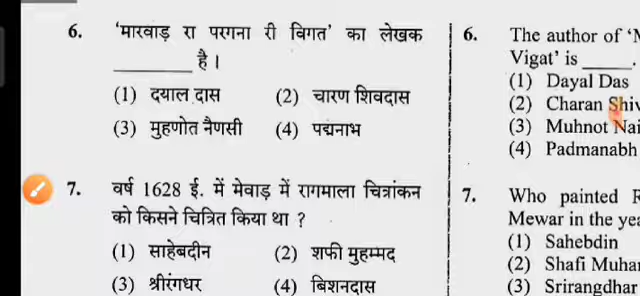 6. 'मारवाड़ रा परगना री विगत' का लेखक
______ है ।
(1) दयाल दास (2) चारण शिवदास
(3) मुहणोत नैणसी (4) पद्मनाभ
7. वर्ष 1628 ई. में मेवाड़ में रागमाला चित्रांकन
को किसने चित्रित किया था ?
(1) साहेबदीन (2) शफी मुहम्मद
(3) श्रीरंगधर (4) बिशनदास
6. The author of
Vigat' is ______.
(1) Dayal Das
(2) Charan
(3) Muhnot
(4) Padmanabh
7. Who painted
Mewar in the
(1) Sahebdin
(2) Shafi
(3) Srirangdhar